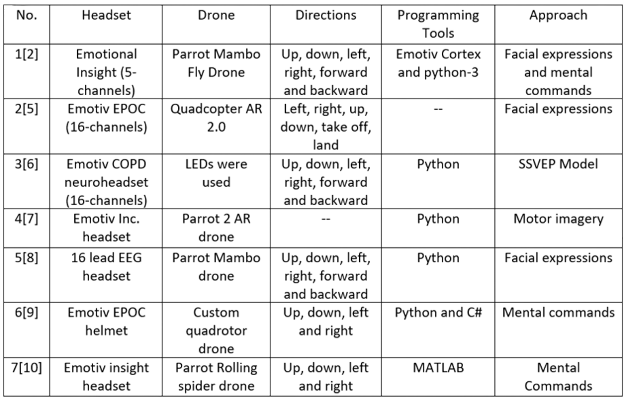 No. Headset Drone Directions Programming Tools Approach
1[2] Emotional Insight (5-channels) Parrot Mambo Fly Drone Up, down, left, right, forward and backward Emotiv Cortex and python-3 Facial expressions and mental commands
2[5] Emotiv EPOC (16-channels) Quadcopter AR 2.0 Left, right, up, down, take off, land -- Facial expressions
3[6] Emotiv COPD neuroheadset (16-channels) LEDs were used Up, down, left, right, forward and backward Python SSVEP Model
4[7] Emotiv Inc. headset Parrot 2 AR drone -- Python Motor imagery
5[8] 16 lead EEG headset Parrot Mambo drone Up, down, left, right, forward and backward Python Facial expressions
6[9] Emotiv EPOC helmet Custom quadrotor drone Up, down, left and right Python and C# Mental commands
7[10] Emotiv insight headset Parrot Rolling spider drone Up, down, left and right MATLAB Mental Commands